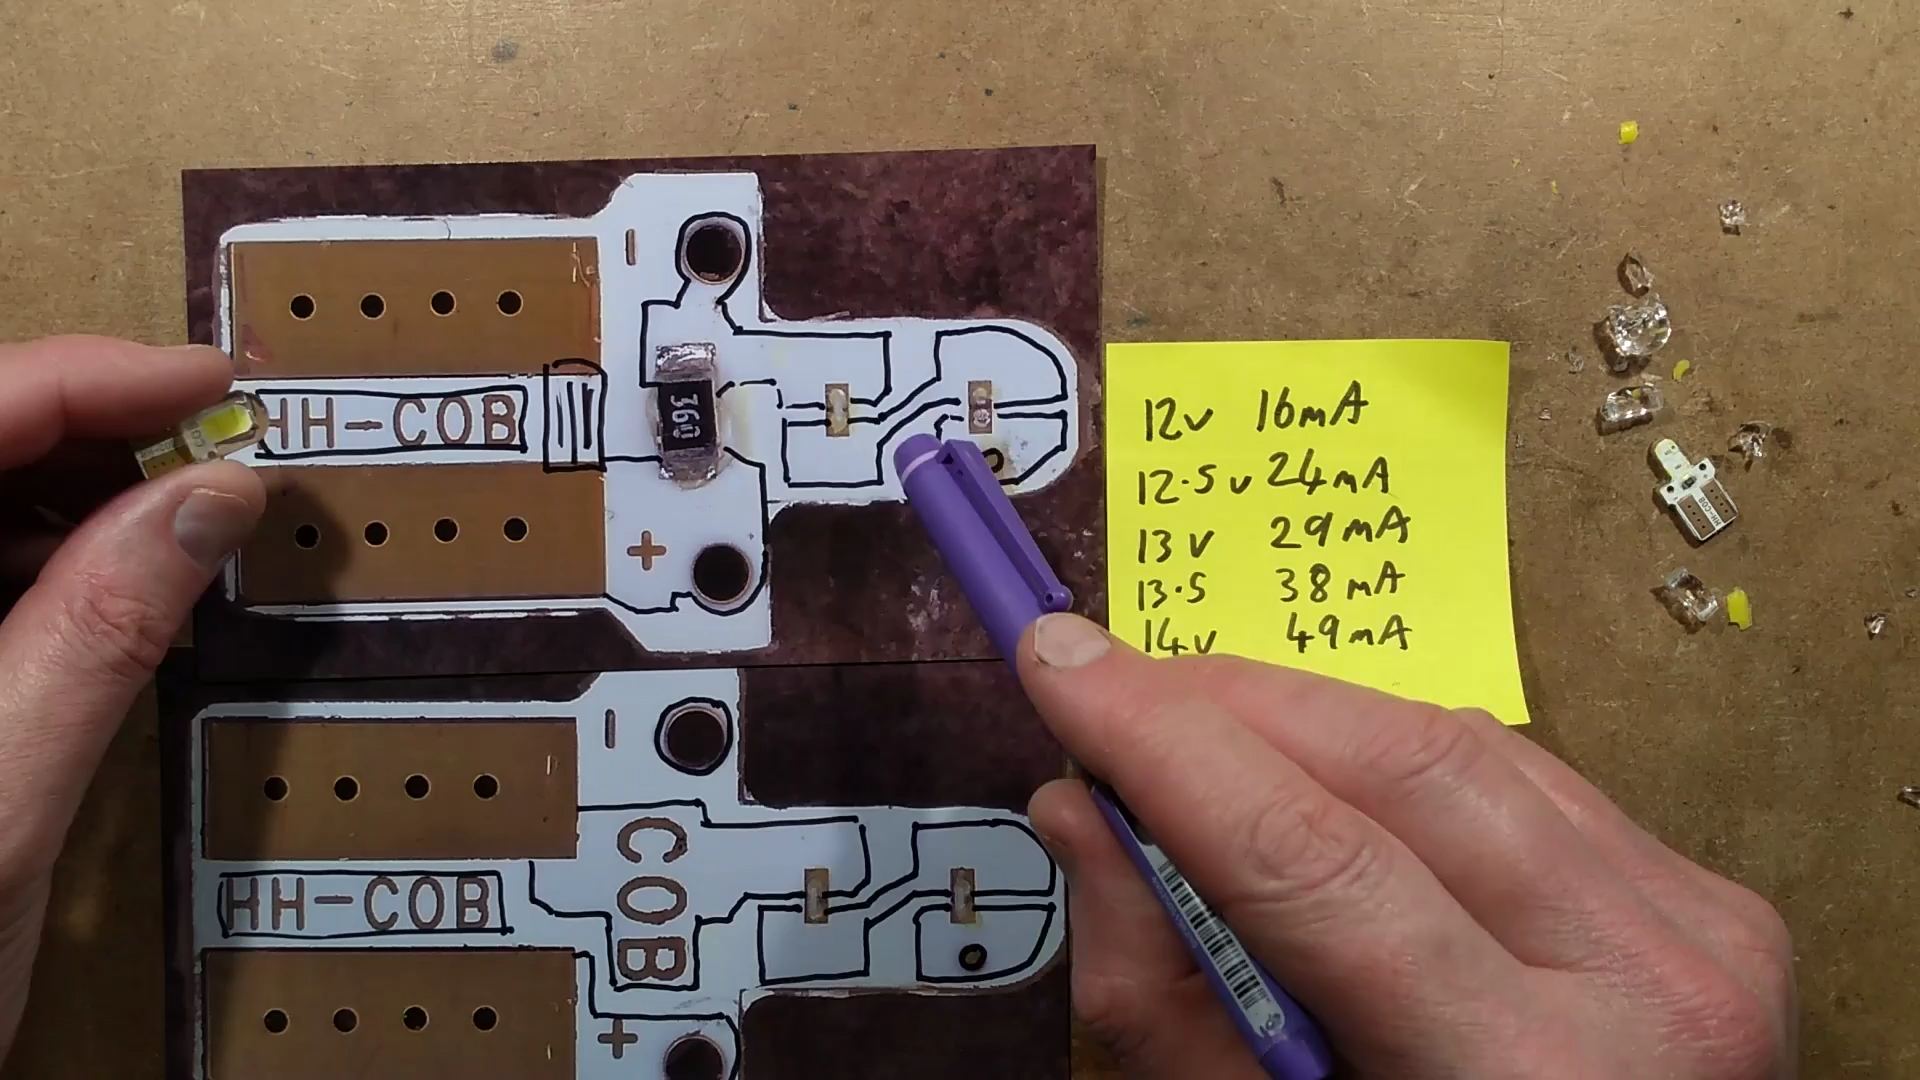 -
HH-COB
360
+
12v 16mA
12.5v 24mA
13v 29mA
13.5 38mA
14v 49mA
-
HH-COB
COB
+